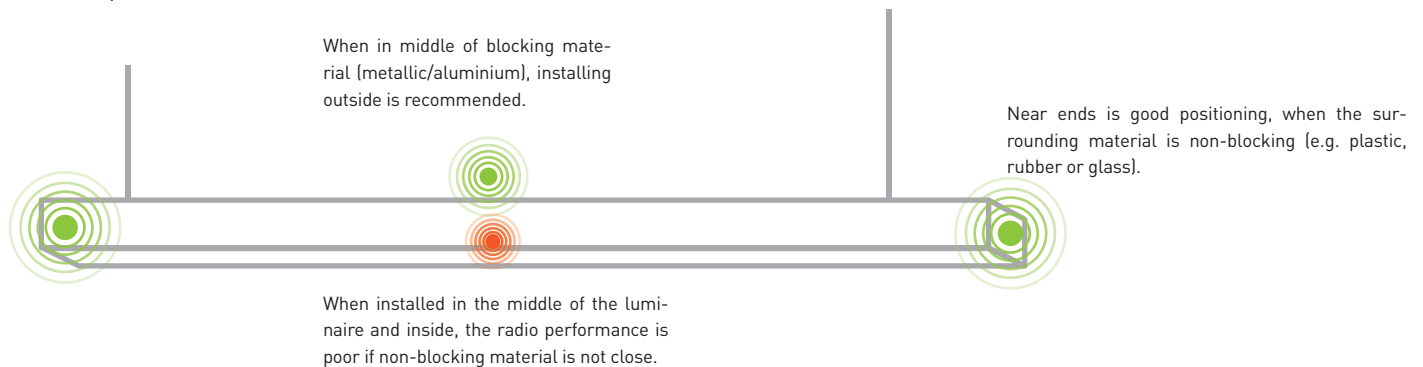 When in middle of blocking mate-
rial (metallic/aluminium), installing
outside is recommended.
Near ends is good positioning, when the sur-
rounding material is non-blocking (e.g. plastic,
rubber or glass).
When installed in the middle of the lumi-
naire and inside, the radio performance is
poor if non-blocking material is not close.